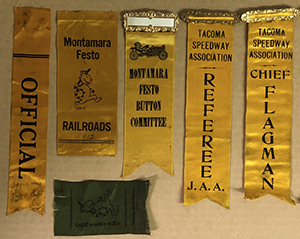 OFFICIAL
Montamara
Festo
RAILROADS
MONTAMARA
FESTO
BUTTON
COMMITTEE
TACOMA
SPEEDWAY
ASSOCIATION
REFEREE
J.A.A.
TACOMA
SPEEDWAY
ASSOCIATION
CHIEF
FLAGMAN